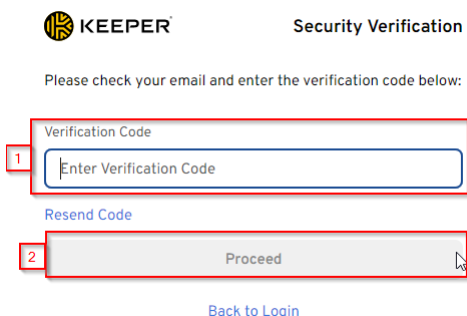 KEEPER Security Verification
Please check your email and enter the verification code below:
Verification Code
1
Enter Verification Code
Resend Code
2
Proceed
Back to Login